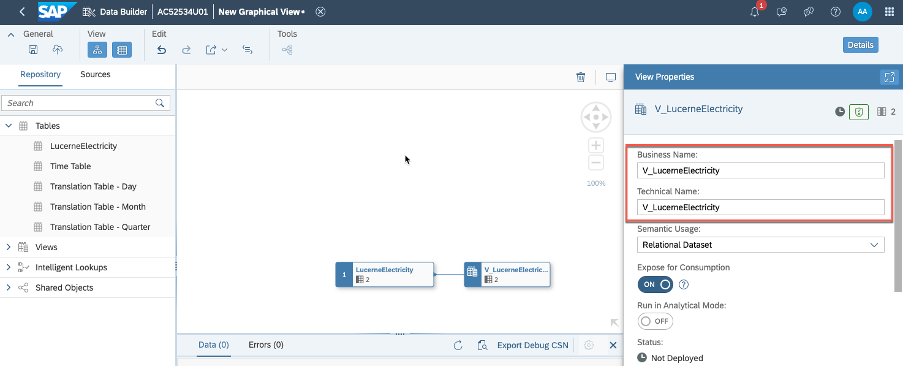 SAP Data Builder AC52534U01 New Graphical View•
1
AA
General View Edit Tools
Details
Repository Sources
Search
Tables
LucerneElectricity
Time Table
Translation Table - Day
Translation Table - Month
Translation Table - Quarter
Views
Intelligent Lookups
Shared Objects
100%
1 LucerneElectricity
2
V_LucerneElectric...
2
Data (0) Errors (0) Export Debug CSN
View Properties
V_LucerneElectricity 2
Business Name:
V_LucerneElectricity
Technical Name:
V_LucerneElectricity
Semantic Usage:
Relational Dataset
Expose for Consumption
ON
Run in Analytical Mode:
OFF
Status:
Not Deployed